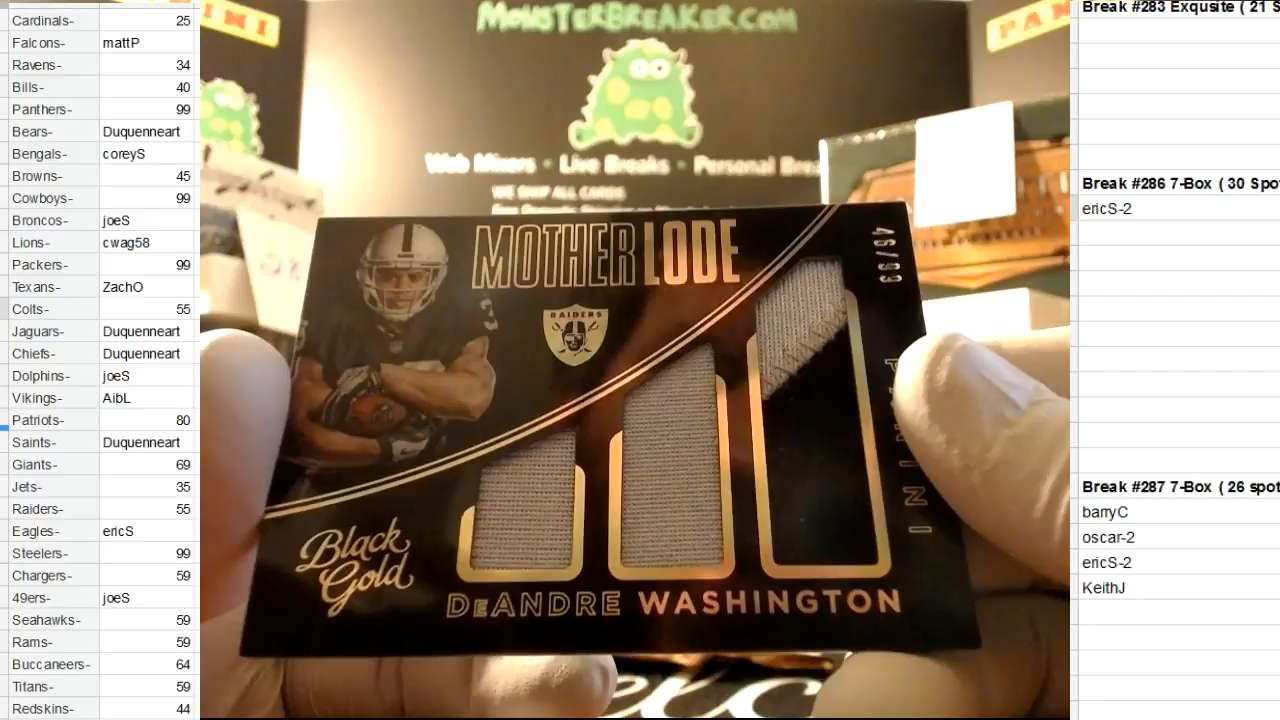 Cardinals- 25
Falcons- mattP
Ravens- 34
Bills- 40
Panthers- 99
Bears- Duquenneart
Bengals- coreyS
Browns- 45
Cowboys- 99
Broncos- joeS
Lions- cwag58
Packers- 99
Texans- ZachO
Colts- 55
Jaguars- Duquenneart
Chiefs- Duquenneart
Dolphins- joeS
Vikings- AibL
Patriots- 80
Saints- Duquenneart
Giants- 69
Jets- 35
Raiders- 55
Eagles- ericS
Steelers- 99
Chargers- 59
49ers- joeS
Seahawks- 59
Rams- 59
Buccaneers- 64
Titans- 59
Redskins- 44
MONSTERBREAKER.COM
Web Mixers - Live Breaks - Personal Brea
WE SHIP ALL CARDS
MOTHER LODE
46/99
RAIDERS
Black Gold
DeANDRE WASHINGTON
Break #283 Exqusite ( 21 S
Break #286 7-Box ( 30 Spo
ericS-2
Break #287 7-Box ( 26 spot
barryC
oscar-2
ericS-2
KeithJ